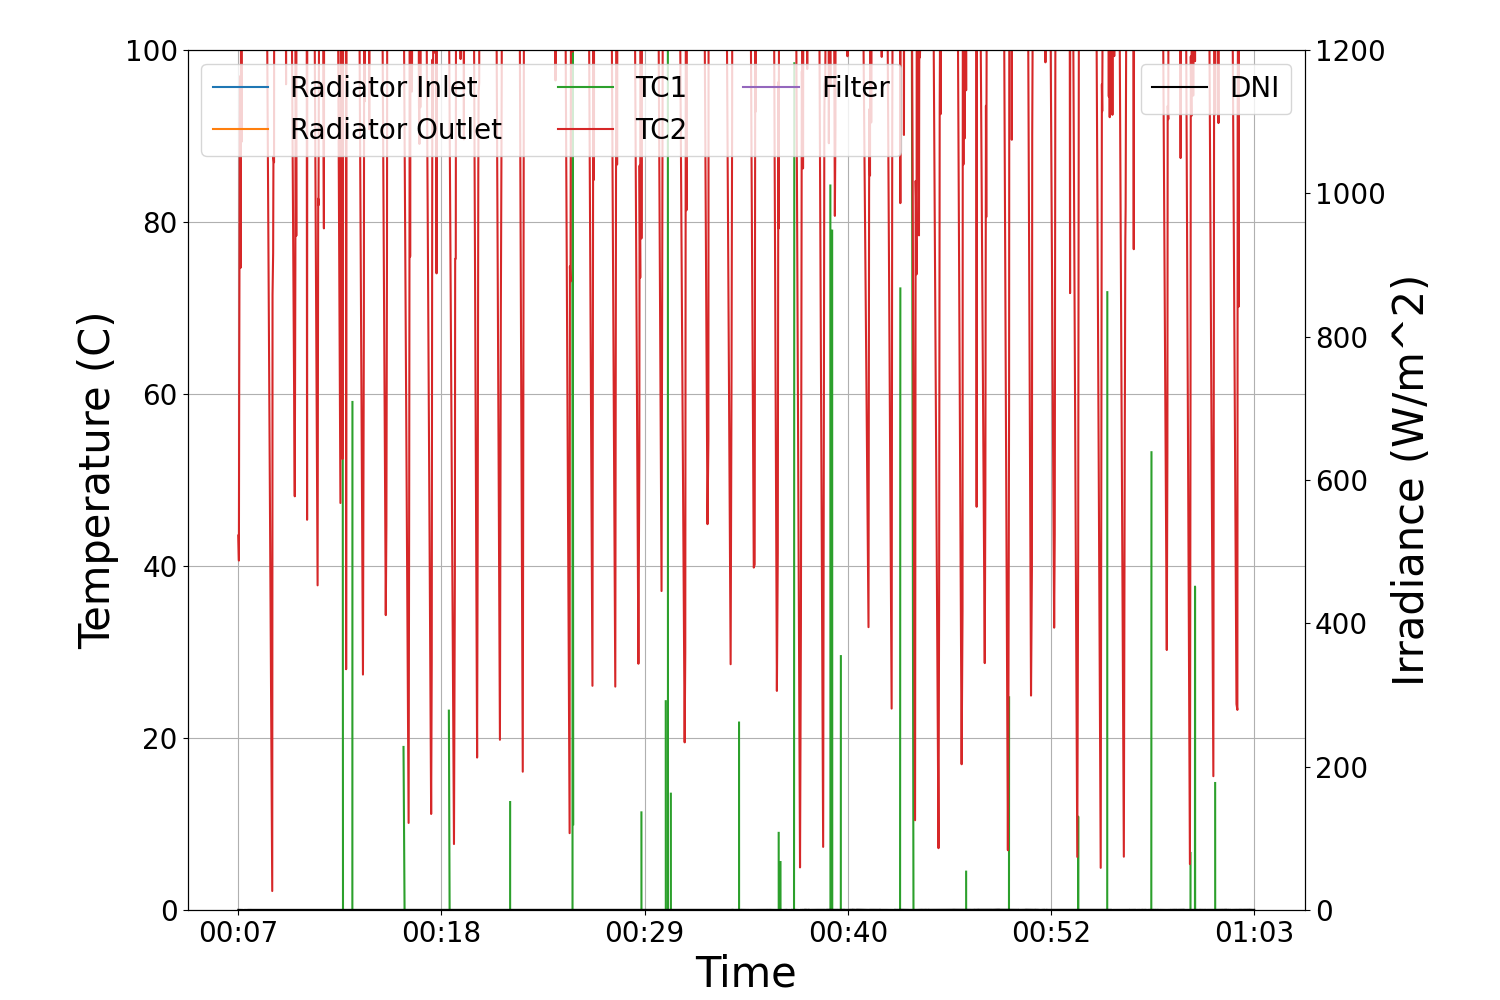 Radiator Inlet
Radiator Outlet
TC1
TC2
Filter
DNI
Temperature (C)
100
80
60
40
20
0
Irradiance (W/m^2)
1200
1000
800
600
400
200
0
00:07 00:18 00:29 00:40 00:52 01:03
Time